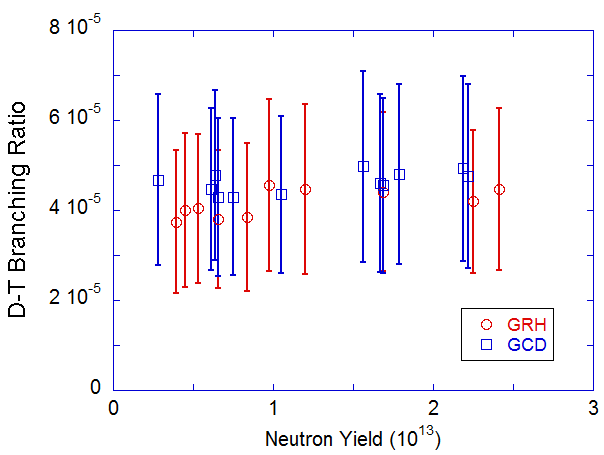 8 10⁻⁵
6 10⁻⁵
4 10⁻⁵
2 10⁻⁵
0
D-T Branching Ratio
GRH
GCD
0 1 2 3
Neutron Yield (10¹³)